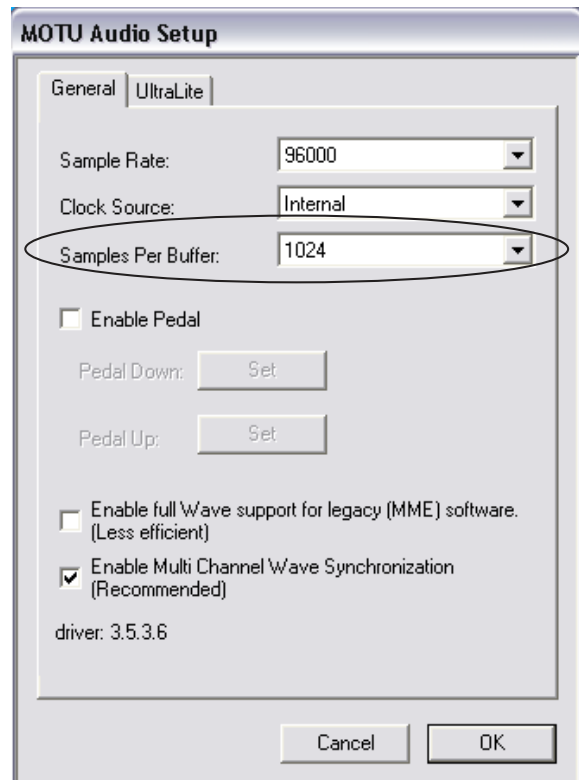 MOTU Audio Setup
General UltraLite
Sample Rate: 96000
Clock Source: Internal
Samples Per Buffer: 1024
Enable Pedal
Pedal Down: Set
Pedal Up: Set
Enable full Wave support for legacy (MME) software.
(Less efficient)
Enable Multi Channel Wave Synchronization
(Recommended)
driver: 3.5.3.6
Cancel OK